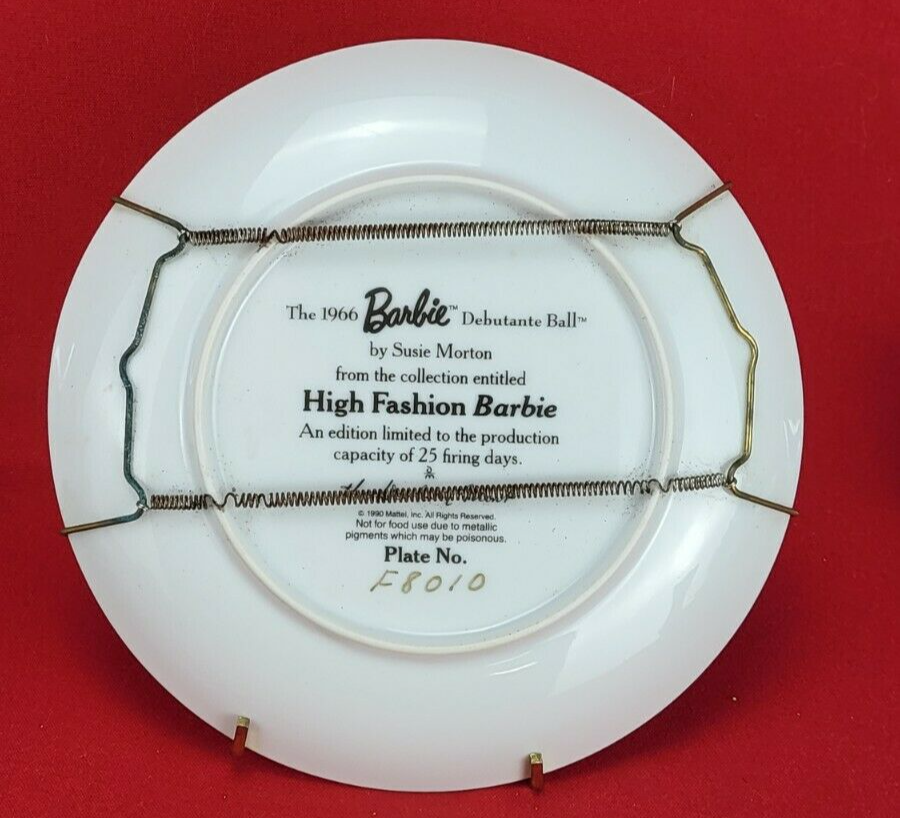 The 1966 Barbie™ Debutante Ball™
by Susie Morton
from the collection entitled
High Fashion Barbie
An edition limited to the production
capacity of 25 firing days.
© 1990 Mattel, Inc. All Rights Reserved.
Not for food use due to metallic
pigments which may be poisonous.
Plate No.
F8010